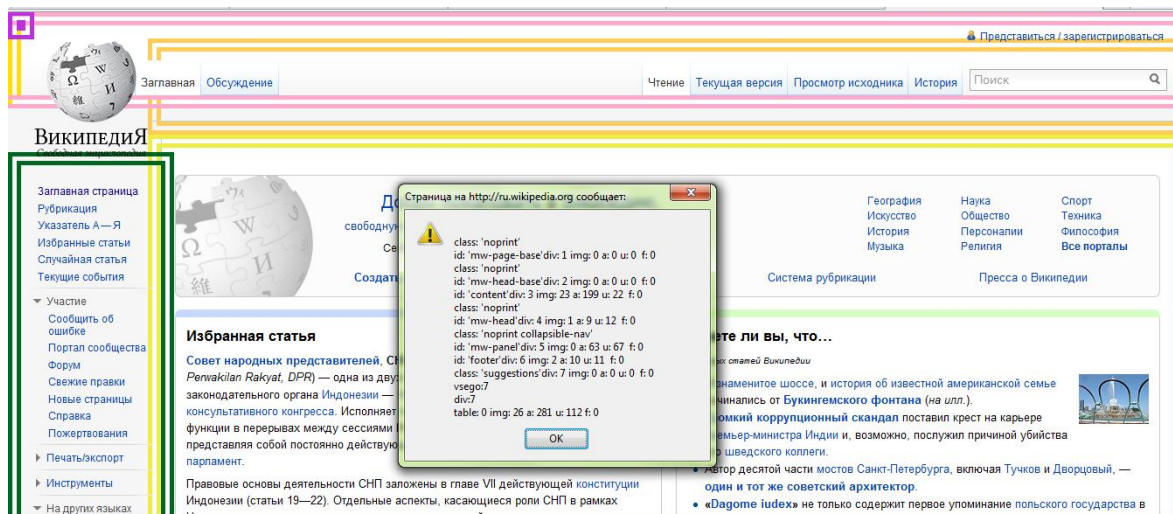 Представиться / зарегистрироваться
Заглавная Обсуждение Чтение Текущая версия Просмотр исходника История Поиск
ВикипедиЯ
Свободная энциклопедия
Заглавная страница
Рубрикация
Указатель А — Я
Избранные статьи
Случайная статья
Текущие события
Участие
Сообщить об
ошибке
Портал сообщества
Форум
Свежие правки
Новые страницы
Справка
Пожертвования
Печать/экспорт
Инструменты
На других языках
География Наука Спорт
Искусство Общество Техника
История Персоналии Философия
Музыка Религия Все порталы
Система рубрикации Пресса о Википедии
Страница на http://ru.wikipedia.org сообщает:
class: 'noprint'
id: 'mw-page-base'div: 1 img: 0 a: 0 u: 0 f: 0
class: 'noprint'
id: 'mw-head-base'div: 2 img: 0 a: 0 u: 0 f: 0
id: 'content'div: 3 img: 23 a: 199 u: 22 f: 0
class: 'noprint'
id: 'mw-head'div: 4 img: 1 a: 9 u: 12 f: 0
class: 'noprint collapsible-nav'
id: 'mw-panel'div: 5 img: 0 a: 63 u: 67 f: 0
id: 'footer'div: 6 img: 2 a: 10 u: 11 f: 0
class: 'suggestions'div: 7 img: 0 a: 0 u: 0 f: 0
vsego:7
div:7
table: 0 img: 26 a: 281 u: 112 f: 0
OK
Избранная статья
Совет народных представителей,
Perwakilan Rakyat, DPR) — одна из
законодательного органа Индонезии —
консультативного конгресса. Исполняет
функции в перерывах между сессиями
представляя собой постоянно
парламент.
Правовые основы деятельности СНП заложены в главе VII действующей конституции
Индонезии (статьи 19—22). Отдельные аспекты, касающиеся роли СНП в рамках
ли вы, что…
статей Википедии
шоссе, и история об известной американской семье
от Букингемского фонтана (на илл.).
коррупционный скандал поставил крест на карьере
Индии и, возможно, послужил причиной убийства
шведского коллеги.
Автор десятой части мостов Санкт-Петербурга, включая Тучков и Дворцовый, —
один и тот же советский архитектор.
«Dagome iudex» не только содержит первое упоминание польского государства в